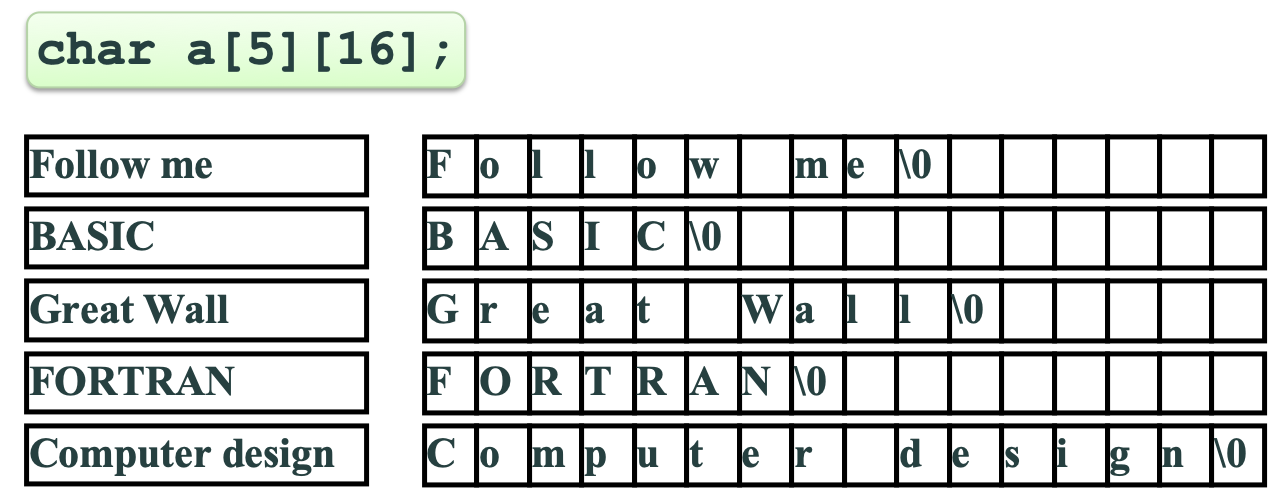 char a[5][16];
Follow me F o l l o w m e \0
BASIC B A S I C \0
Great Wall G r e a t W a l l \0
FORTRAN F O R T R A N \0
Computer design C o m p u t e r d e s i g n \0